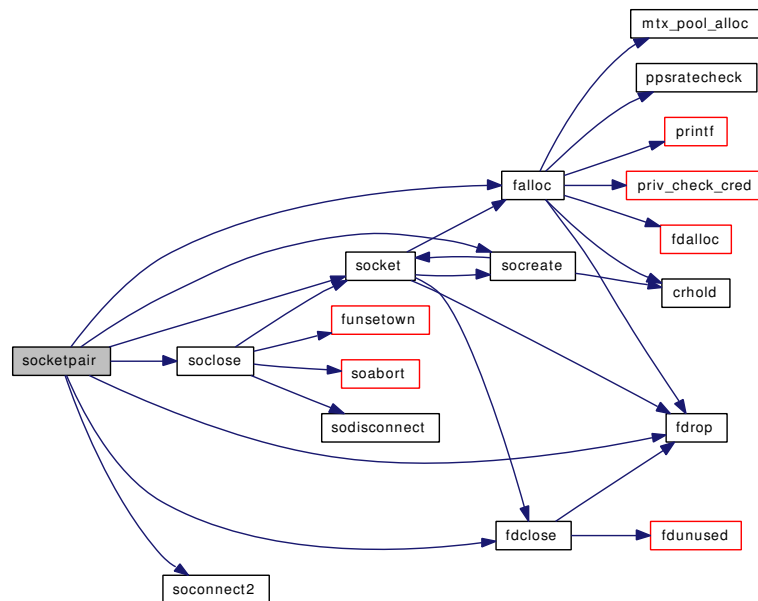 mtx_pool_alloc
ppsratecheck
printf
falloc
priv_check_cred
fdalloc
socket
socreate
crhold
funsetown
socketpair
soclose
soabort
sodisconnect
fdrop
fdclose
fdunused
soconnect2